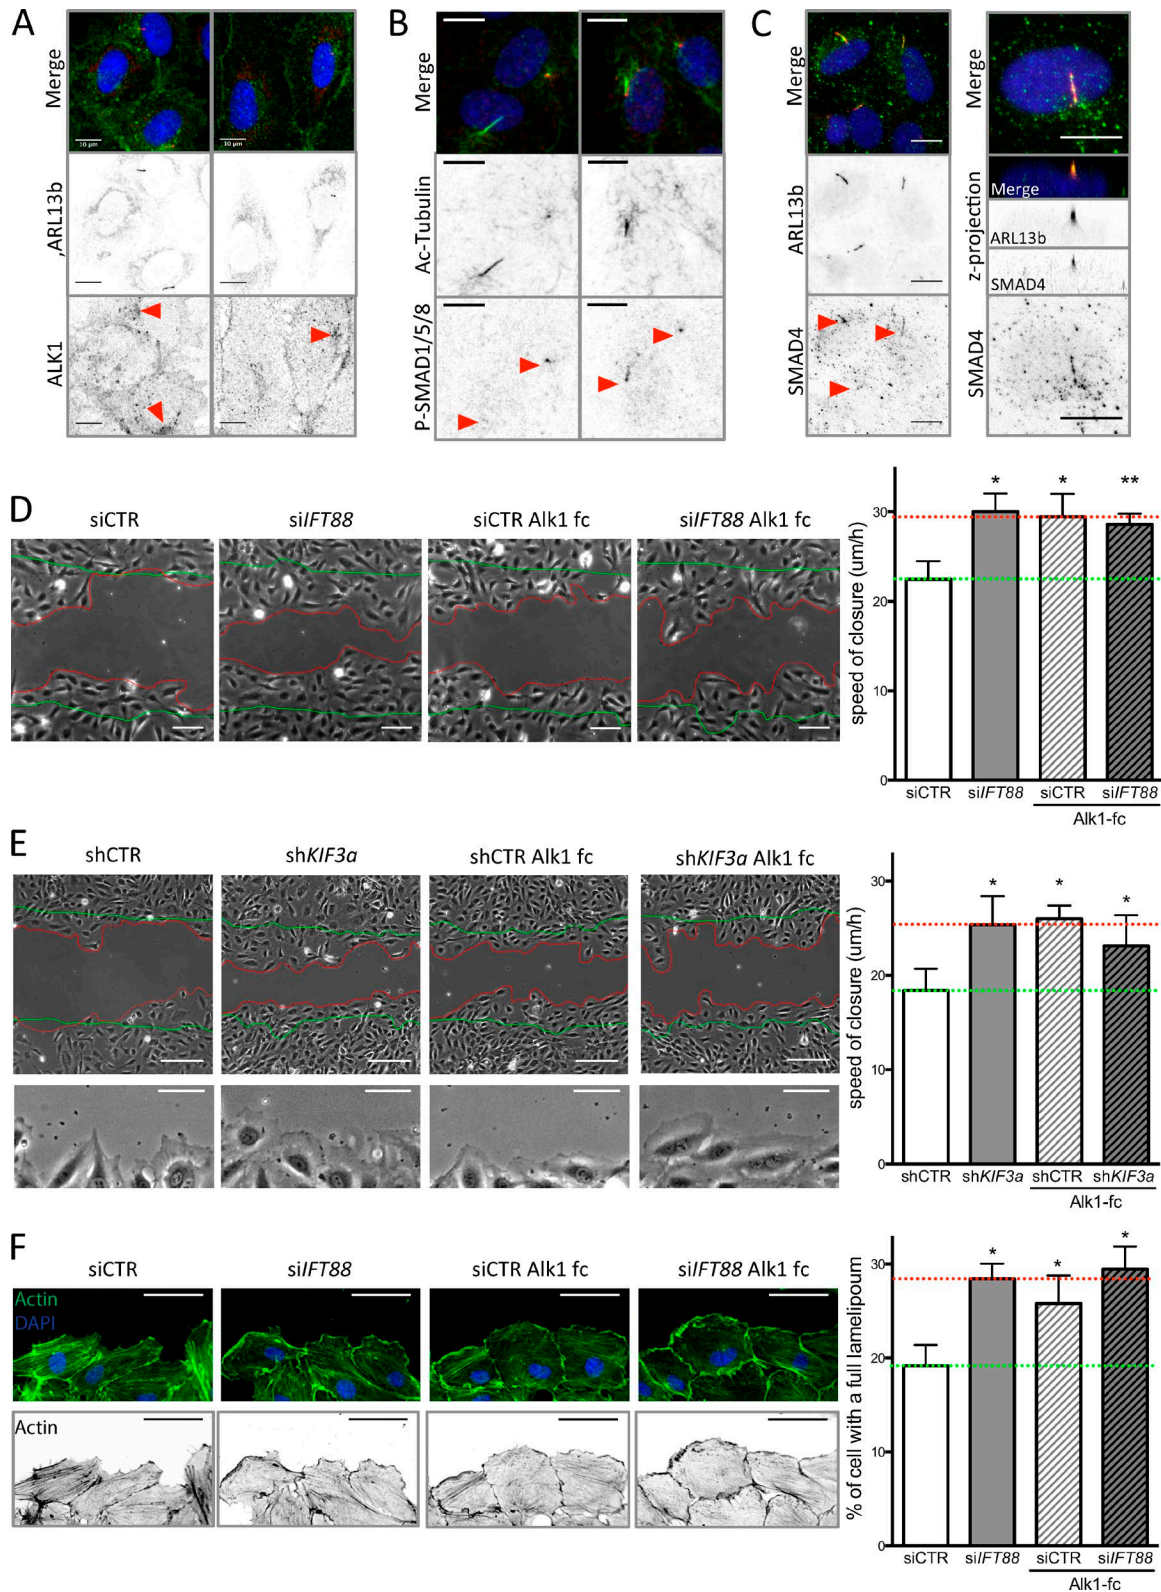 A
Merge
10 µm
10 µm
,ARL13b
ALK1
B
Merge
Ac-Tubulin
P-SMAD1/5/8
C
Merge
ARL13b
SMAD4
Merge
z-projection
Merge
ARL13b
SMAD4
SMAD4
D
siCTR
siIFT88
siCTR Alk1 fc
siIFT88 Alk1 fc
speed of closure (um/h)
30
20
10
0
* * **
siCTR siIFT88 siCTR siIFT88
Alk1-fc
E
shCTR
shKIF3a
shCTR Alk1 fc
shKIF3a Alk1 fc
speed of closure (um/h)
30
20
10
0
* * *
shCTR shKIF3a shCTR shKIF3a
Alk1-fc
F
siCTR
siIFT88
siCTR Alk1 fc
siIFT88 Alk1 fc
Actin
DAPI
Actin
% of cell with a full lamelipoum
30
20
10
0
* * *
siCTR siIFT88 siCTR siIFT88
Alk1-fc